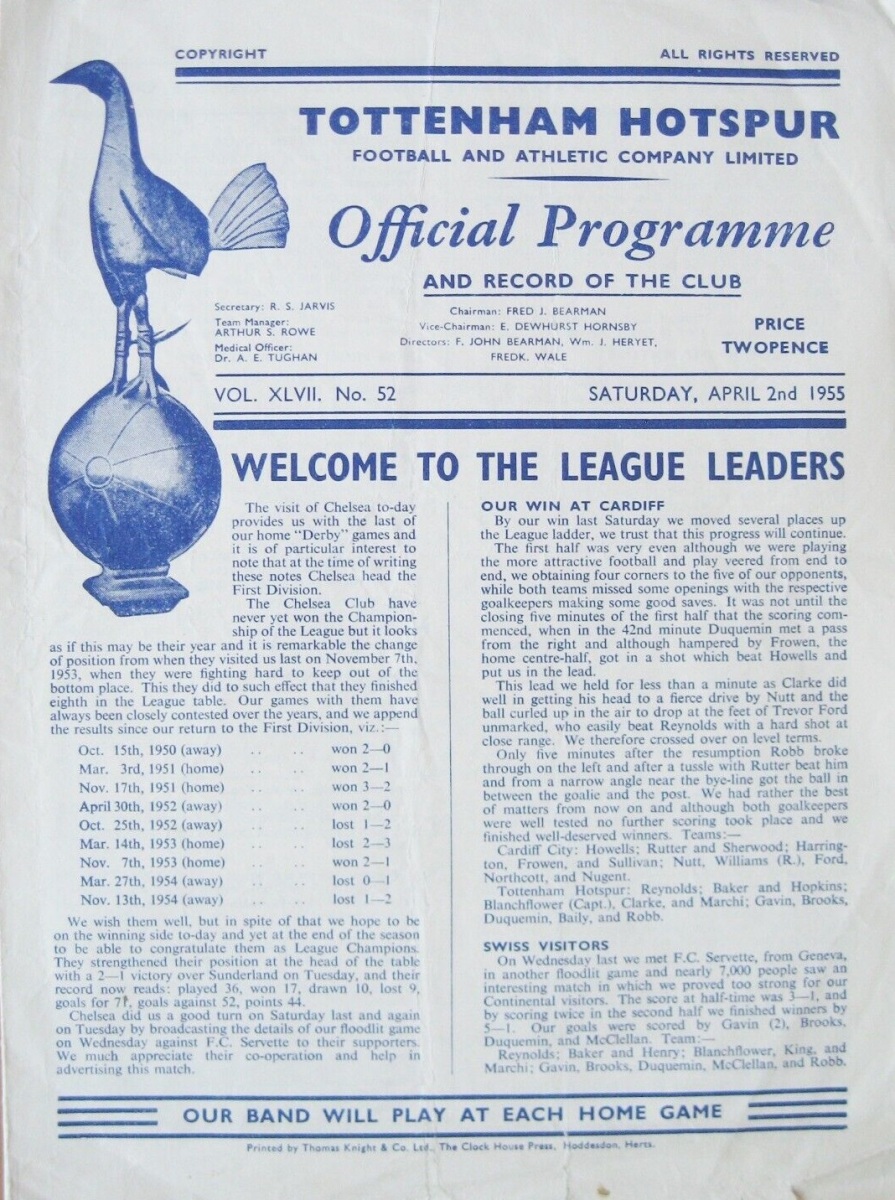 COPYRIGHT ALL RIGHTS RESERVED
TOTTENHAM HOTSPUR
FOOTBALL AND ATHLETIC COMPANY LIMITED
Official Programme
AND RECORD OF THE CLUB
Secretary: R. S. JARVIS
Team Manager:
ARTHUR S. ROWE
Medical Officer:
Dr. A. E. TUGHAN
Chairman: FRED J. BEARMAN
Vice-Chairman: E. DEWHURST HORNSBY
Directors: F. JOHN BEARMAN, Wm. J. HERYET,
FREDK. WALE
PRICE
TWOPENCE
VOL. XLVII. No. 52 SATURDAY, APRIL 2nd 1955
WELCOME TO THE LEAGUE LEADERS
The visit of Chelsea to-day
provides us with the last of
our home "Derby" games and
it is of particular interest to
note that at the time of writing
these notes Chelsea head the
First Division.
The Chelsea Club have
never yet won the Champion-
ship of the League but it looks
as if this may be their year and it is remarkable the change
of position from when they visited us last on November 7th,
1953, when they were fighting hard to keep out of the
bottom place. This they did to such effect that they finished
eighth in the League table. Our games with them have
always been closely contested over the years, and we append
the results since our return to the First Division, viz.:—
Oct. 15th, 1950 (away) .. .. won 2—0
Mar. 3rd, 1951 (home) .. .. won 2—1
Nov. 17th, 1951 (home) .. .. won 3—2
April 30th, 1952 (away) .. .. won 2—0
Oct. 25th, 1952 (away) .. .. lost 1—2
Mar. 14th, 1953 (home) .. .. lost 2—3
Nov. 7th, 1953 (home) .. .. won 2—1
Mar. 27th, 1954 (away) .. .. lost 0—1
Nov. 13th, 1954 (away) .. .. lost 1—2
We wish them well, but in spite of that we hope to be
on the winning side to-day and yet at the end of the season
to be able to congratulate them as League Champions.
They strengthened their position at the head of the table
with a 2—1 victory over Sunderland on Tuesday, and their
record now reads: played 36, won 17, drawn 10, lost 9,
goals for 71, goals against 52, points 44.
Chelsea did us a good turn on Saturday last and again
on Tuesday by broadcasting the details of our floodlit game
on Wednesday against F.C. Servette to their supporters.
We much appreciate their co-operation and help in
advertising this match.
OUR WIN AT CARDIFF
By our win last Saturday we moved several places up
the League ladder, we trust that this progress will continue.
The first half was very even although we were playing
the more attractive football and play veered from end to
end, we obtaining four corners to the five of our opponents,
while both teams missed some openings with the respective
goalkeepers making some good saves. It was not until the
closing five minutes of the first half that the scoring com-
menced, when in the 42nd minute Duquemin met a pass
from the right and although hampered by Frowen, the
home centre-half, got in a shot which beat Howells and
put us in the lead.
This lead we held for less than a minute as Clarke did
well in getting his head to a fierce drive by Nutt and the
ball curled up in the air to drop at the feet of Trevor Ford
unmarked, who easily beat Reynolds with a hard shot at
close range. We therefore crossed over on level terms.
Only five minutes after the resumption Robb broke
through on the left and after a tussle with Rutter beat him
and from a narrow angle near the bye-line got the ball in
between the goalie and the post. We had rather the best
of matters from now on and although both goalkeepers
were well tested no further scoring took place and we
finished well-deserved winners. Teams:—
Cardiff City: Howells; Rutter and Sherwood; Harring-
ton, Frowen, and Sullivan; Nutt, Williams (R.), Ford,
Northcott, and Nugent.
Tottenham Hotspur: Reynolds; Baker and Hopkins;
Blanchflower (Capt.), Clarke, and Marchi; Gavin, Brooks,
Duquemin, Baily, and Robb.
SWISS VISITORS
On Wednesday last we met F.C. Servette, from Geneva,
in another floodlit game and nearly 7,000 people saw an
interesting match in which we proved too strong for our
Continental visitors. The score at half-time was 3—1, and
by scoring twice in the second half we finished winners by
5—1. Our goals were scored by Gavin (2), Brooks,
Duquemin, and McClellan. Team:—
Reynolds; Baker and Henry; Blanchflower, King, and
Marchi; Gavin, Brooks, Duquemin, McClellan, and Robb.
OUR BAND WILL PLAY AT EACH HOME GAME
Printed by Thomas Knight & Co. Ltd., The Clock House Press, Hoddesdon, Herts.